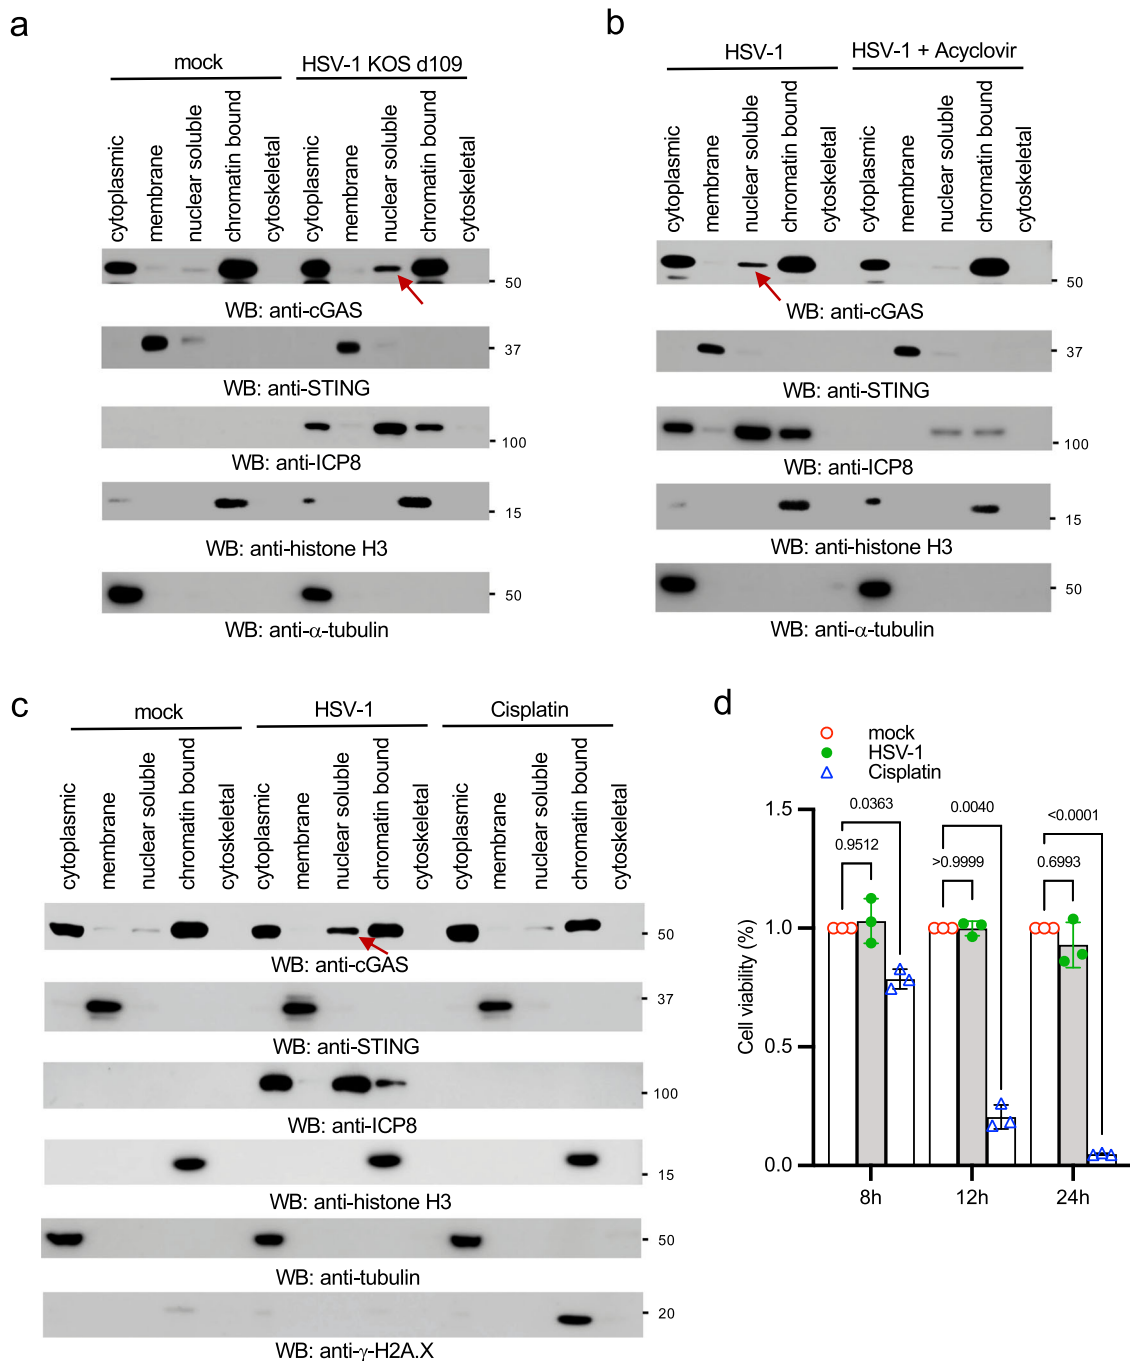 a
mock
HSV-1 KOS d109
cytoplasmic
membrane
nuclear soluble
chromatin bound
cytoskeletal
cytoplasmic
membrane
nuclear soluble
chromatin bound
cytoskeletal
50
WB: anti-cGAS
37
WB: anti-STING
100
WB: anti-ICP8
15
WB: anti-histone H3
50
WB: anti-α-tubulin
b
HSV-1
HSV-1 + Acyclovir
cytoplasmic
membrane
nuclear soluble
chromatin bound
cytoskeletal
cytoplasmic
membrane
nuclear soluble
chromatin bound
cytoskeletal
50
WB: anti-cGAS
37
WB: anti-STING
100
WB: anti-ICP8
15
WB: anti-histone H3
50
WB: anti-α-tubulin
c
mock
HSV-1
Cisplatin
cytoplasmic
membrane
nuclear soluble
chromatin bound
cytoskeletal
cytoplasmic
membrane
nuclear soluble
chromatin bound
cytoskeletal
cytoplasmic
membrane
nuclear soluble
chromatin bound
cytoskeletal
50
WB: anti-cGAS
37
WB: anti-STING
100
WB: anti-ICP8
15
WB: anti-histone H3
50
WB: anti-tubulin
20
WB: anti-γ-H2A.X
d
mock
HSV-1
Cisplatin
Cell viability (%)
1.5
1.0
0.5
0.0
0.0363
0.9512
0.0040
>0.9999
<0.0001
0.6993
8h
12h
24h